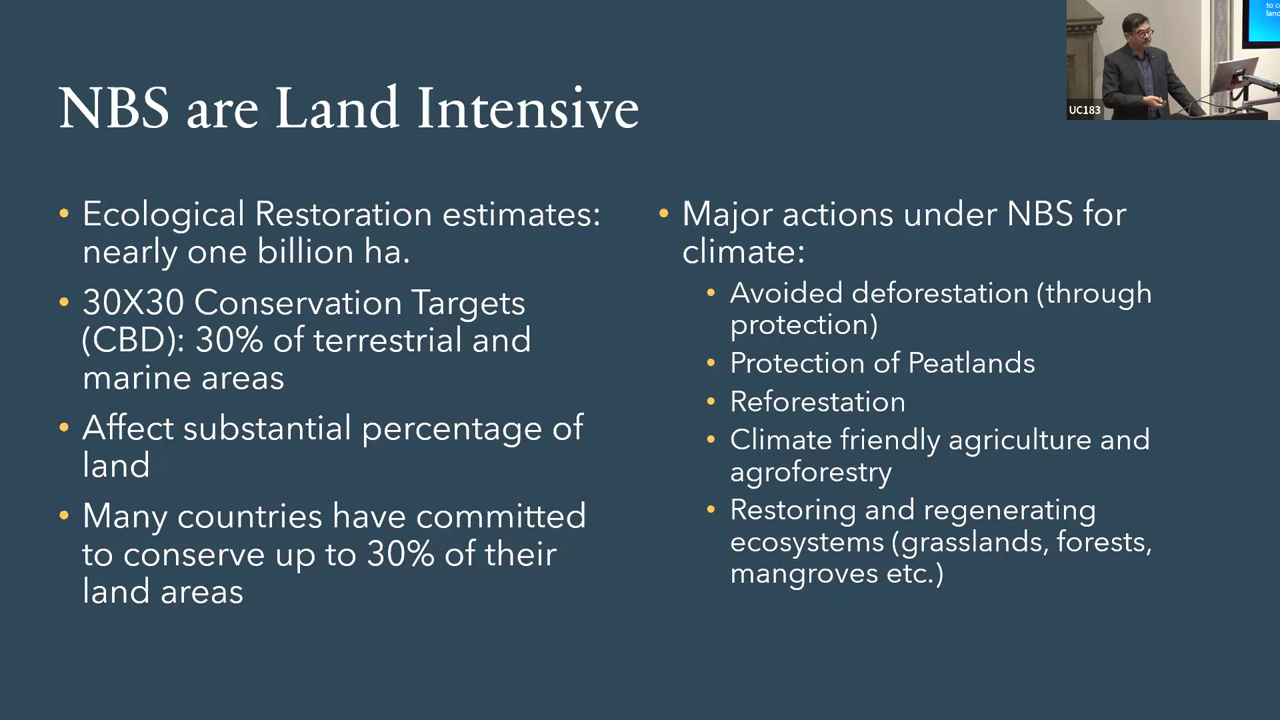 NBS are Land Intensive
• Ecological Restoration estimates:
nearly one billion ha.
• 30X30 Conservation Targets
(CBD): 30% of terrestrial and
marine areas
• Affect substantial percentage of
land
• Many countries have committed
to conserve up to 30% of their
land areas
• Major actions under NBS for
climate:
• Avoided deforestation (through
protection)
• Protection of Peatlands
• Reforestation
• Climate friendly agriculture and
agroforestry
• Restoring and regenerating
ecosystems (grasslands, forests,
mangroves etc.)
UC183